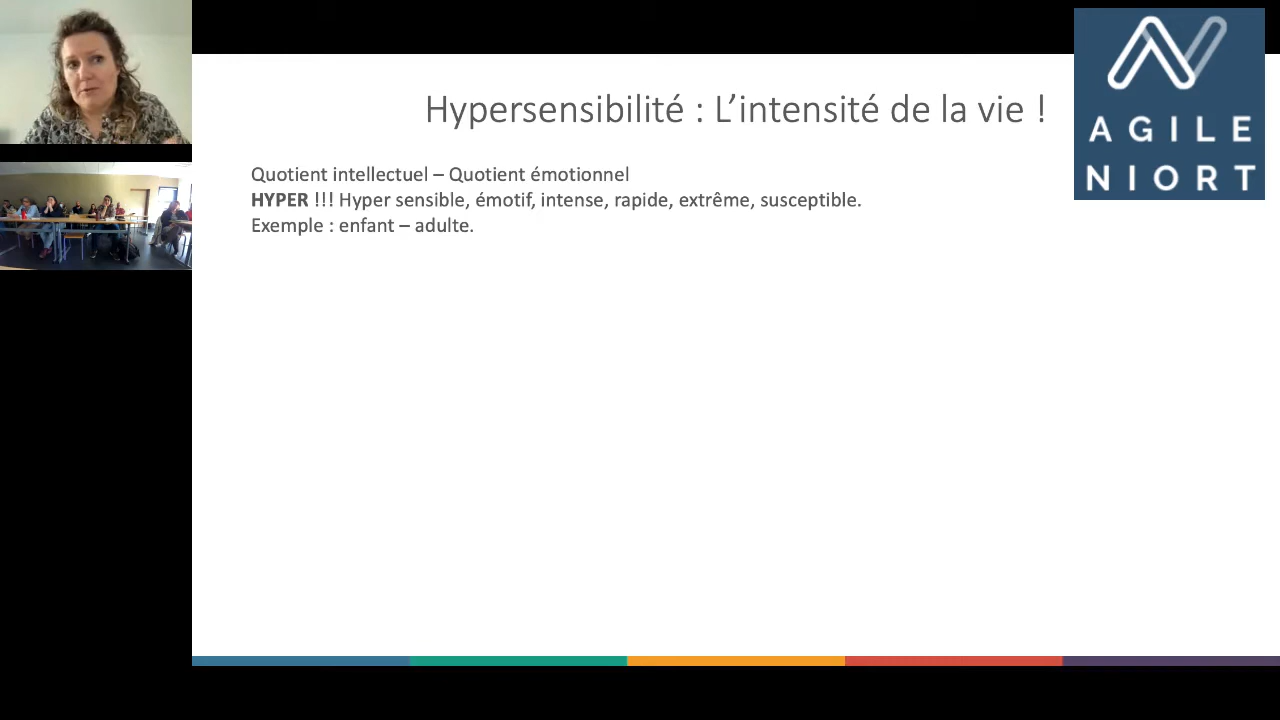 Hypersensibilité : L’intensité de la vie !
AGILE
NIORT
Quotient intellectuel – Quotient émotionnel
HYPER !!! Hyper sensible, émotif, intense, rapide, extrême, susceptible.
Exemple : enfant – adulte.